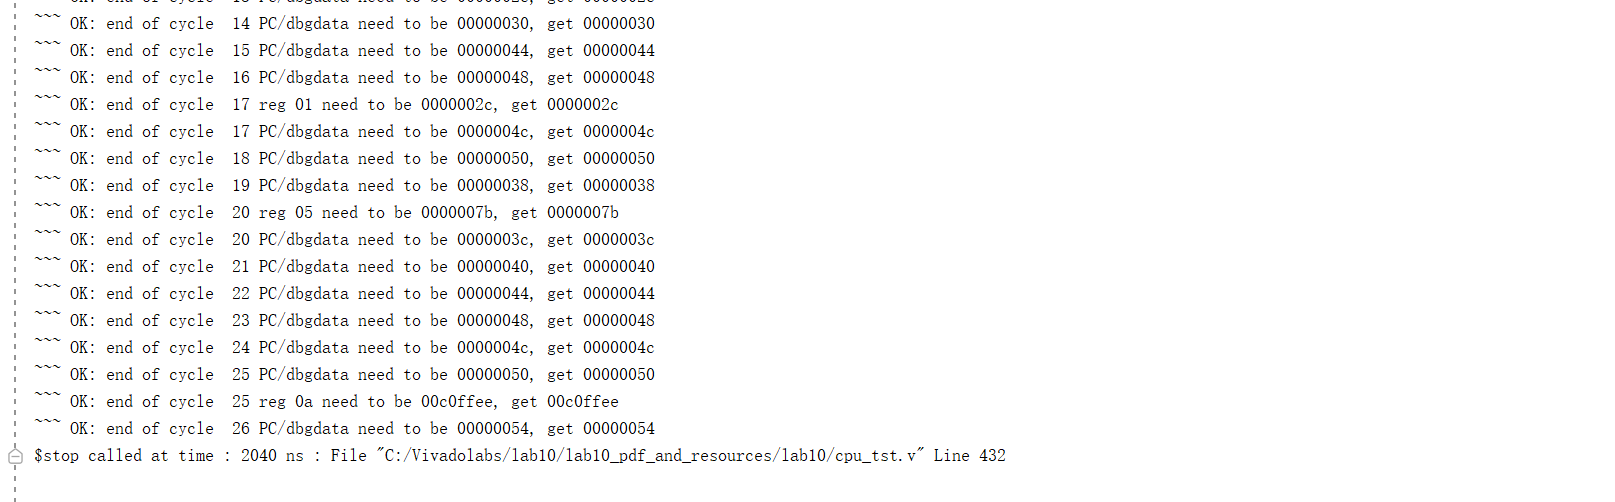 ~~~ OK: end of cycle  14 PC/dbgdata need to be 00000030, get 00000030
~~~ OK: end of cycle  15 PC/dbgdata need to be 00000044, get 00000044
~~~ OK: end of cycle  16 PC/dbgdata need to be 00000048, get 00000048
~~~ OK: end of cycle  17 reg 01 need to be 0000002c, get 0000002c
~~~ OK: end of cycle  17 PC/dbgdata need to be 0000004c, get 0000004c
~~~ OK: end of cycle  18 PC/dbgdata need to be 00000050, get 00000050
~~~ OK: end of cycle  19 PC/dbgdata need to be 00000038, get 00000038
~~~ OK: end of cycle  20 reg 05 need to be 0000007b, get 0000007b
~~~ OK: end of cycle  20 PC/dbgdata need to be 0000003c, get 0000003c
~~~ OK: end of cycle  21 PC/dbgdata need to be 00000040, get 00000040
~~~ OK: end of cycle  22 PC/dbgdata need to be 00000044, get 00000044
~~~ OK: end of cycle  23 PC/dbgdata need to be 00000048, get 00000048
~~~ OK: end of cycle  24 PC/dbgdata need to be 0000004c, get 0000004c
~~~ OK: end of cycle  25 PC/dbgdata need to be 00000050, get 00000050
~~~ OK: end of cycle  25 reg 0a need to be 00c0ffee, get 00c0ffee
~~~ OK: end of cycle  26 PC/dbgdata need to be 00000054, get 00000054
$stop called at time : 2040 ns : File "C:/Vivadolabs/lab10/lab10_pdf_and_resources/lab10/cpu_tst.v" Line 432